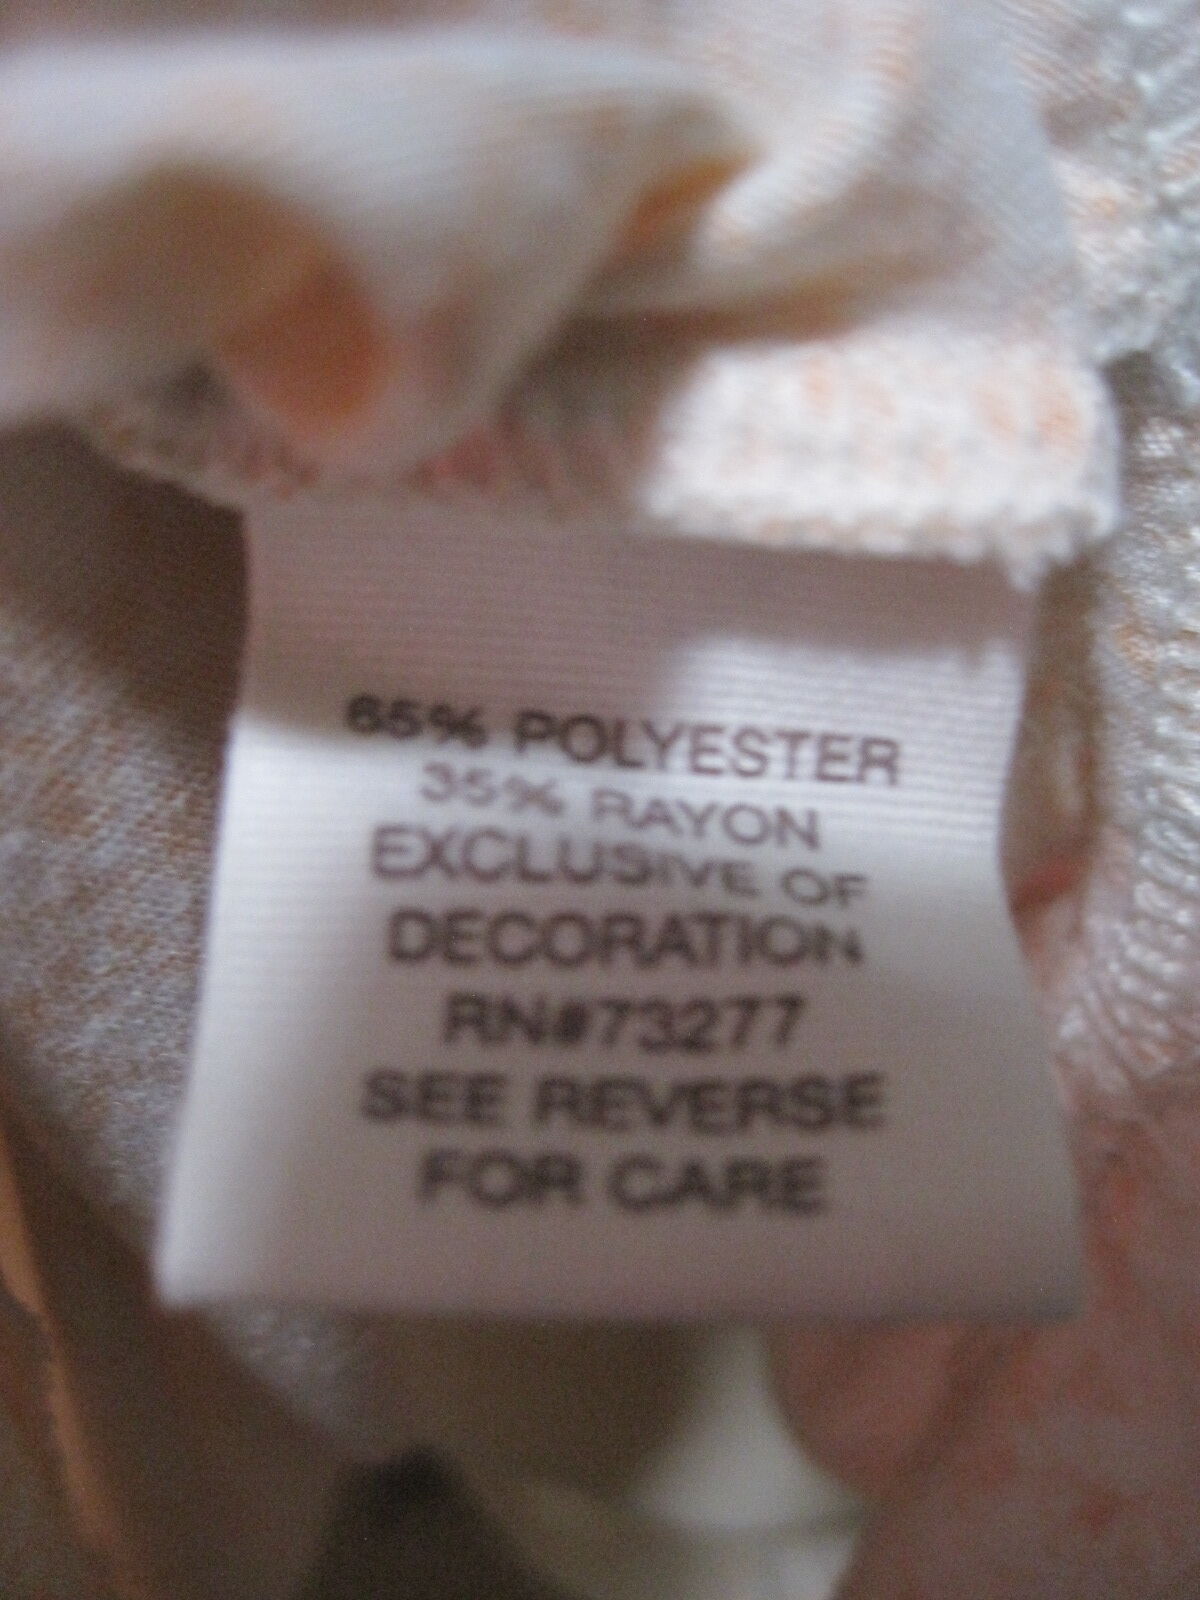 65% POLYESTER
35% RAYON
EXCLUSIVE OF
DECORATION
RN#73277
SEE REVERSE
FOR CARE